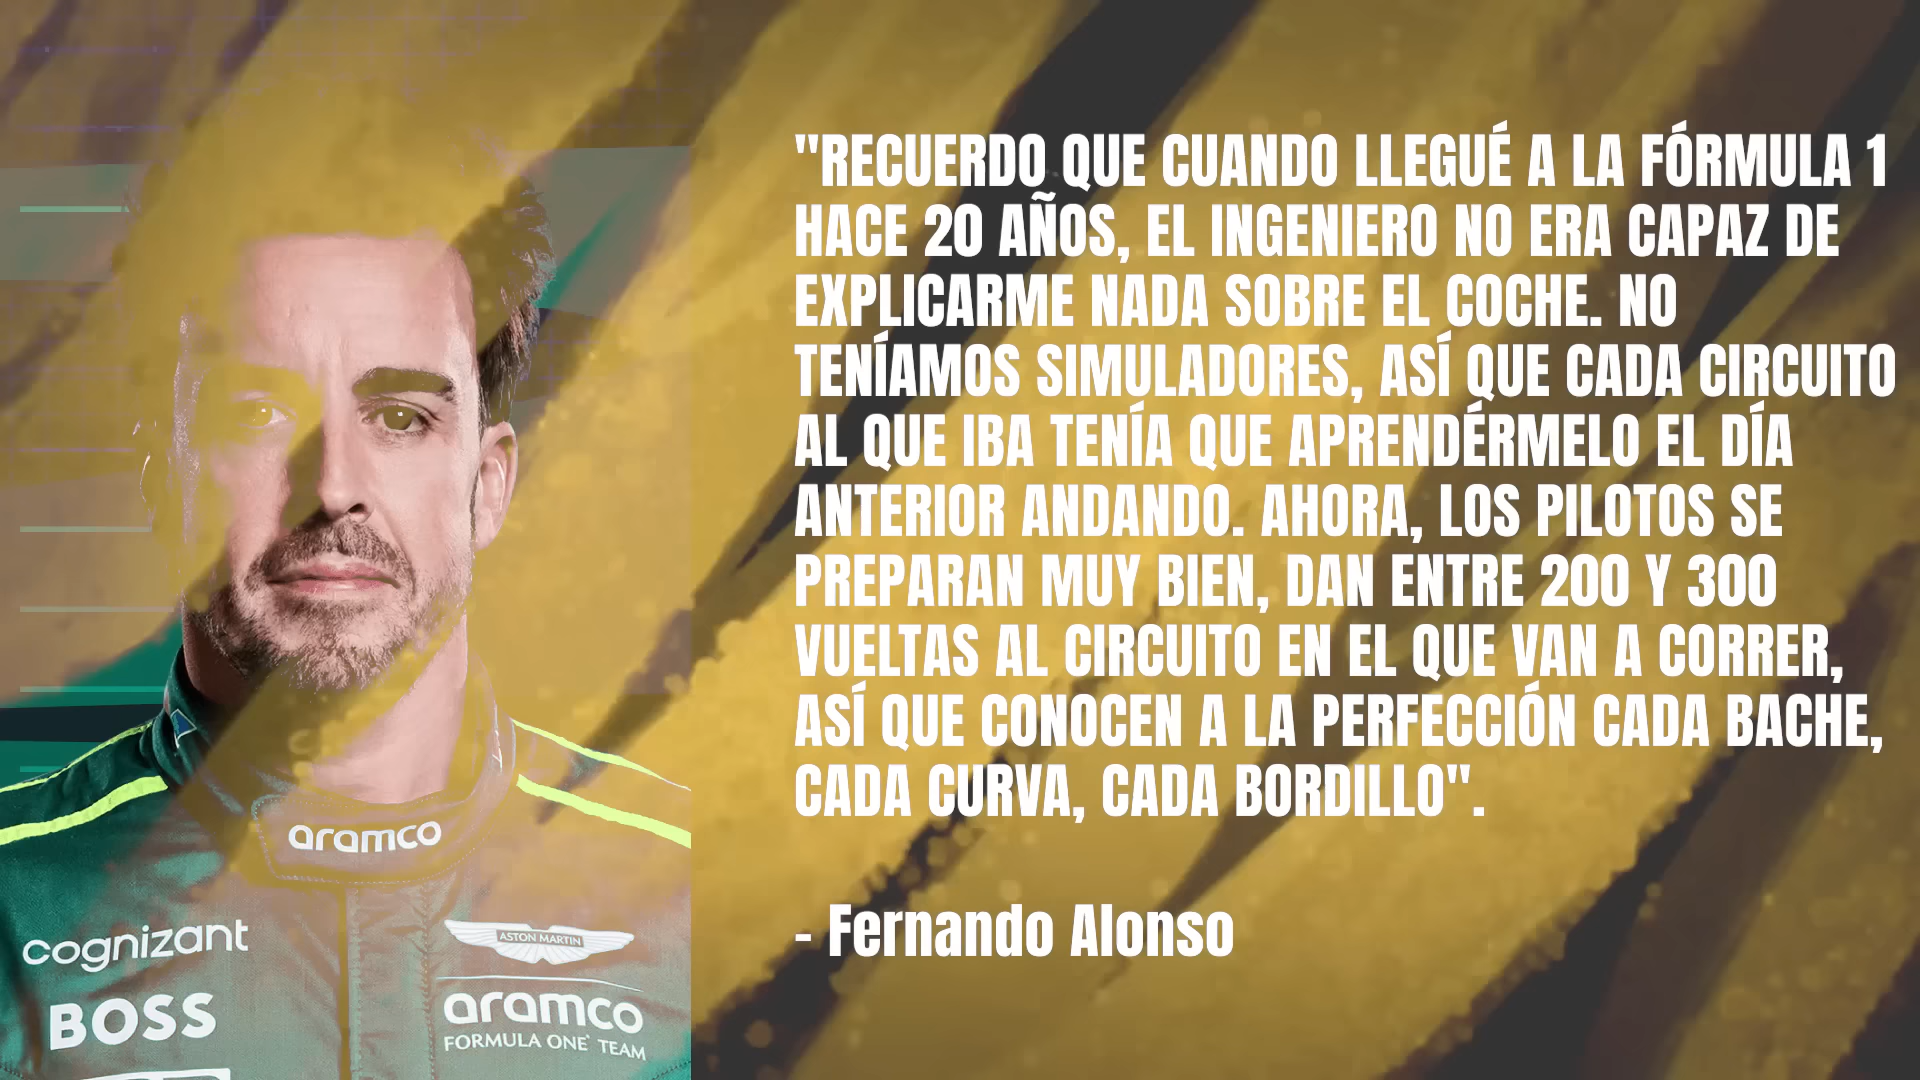 "RECUERDO QUE CUANDO LLEGUÉ A LA FÓRMULA 1
HACE 20 AÑOS, EL INGENIERO NO ERA CAPAZ DE
EXPLICARME NADA SOBRE EL COCHE. NO
TENÍAMOS SIMULADORES, ASÍ QUE CADA CIRCUITO
AL QUE IBA TENÍA QUE APRENDÉRMELO EL DÍA
ANTERIOR ANDANDO. AHORA, LOS PILOTOS SE
PREPARAN MUY BIEN, DAN ENTRE 200 Y 300
VUELTAS AL CIRCUITO EN EL QUE VAN A CORRER,
ASÍ QUE CONOCEN A LA PERFECCIÓN CADA BACHE,
CADA CURVA, CADA BORDILLO".
- Fernando Alonso
aramco
cognizant
BOSS
ASTON MARTIN
aramco
FORMULA ONE TEAM